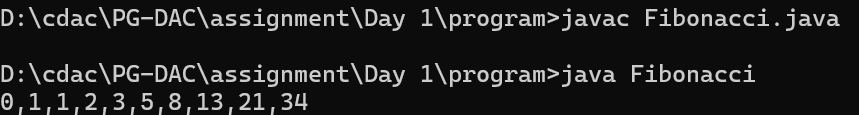 D:\cdac\PG-DAC\assignment\Day 1\program>javac Fibonacci.java
D:\cdac\PG-DAC\assignment\Day 1\program>java Fibonacci
0,1,1,2,3,5,8,13,21,34